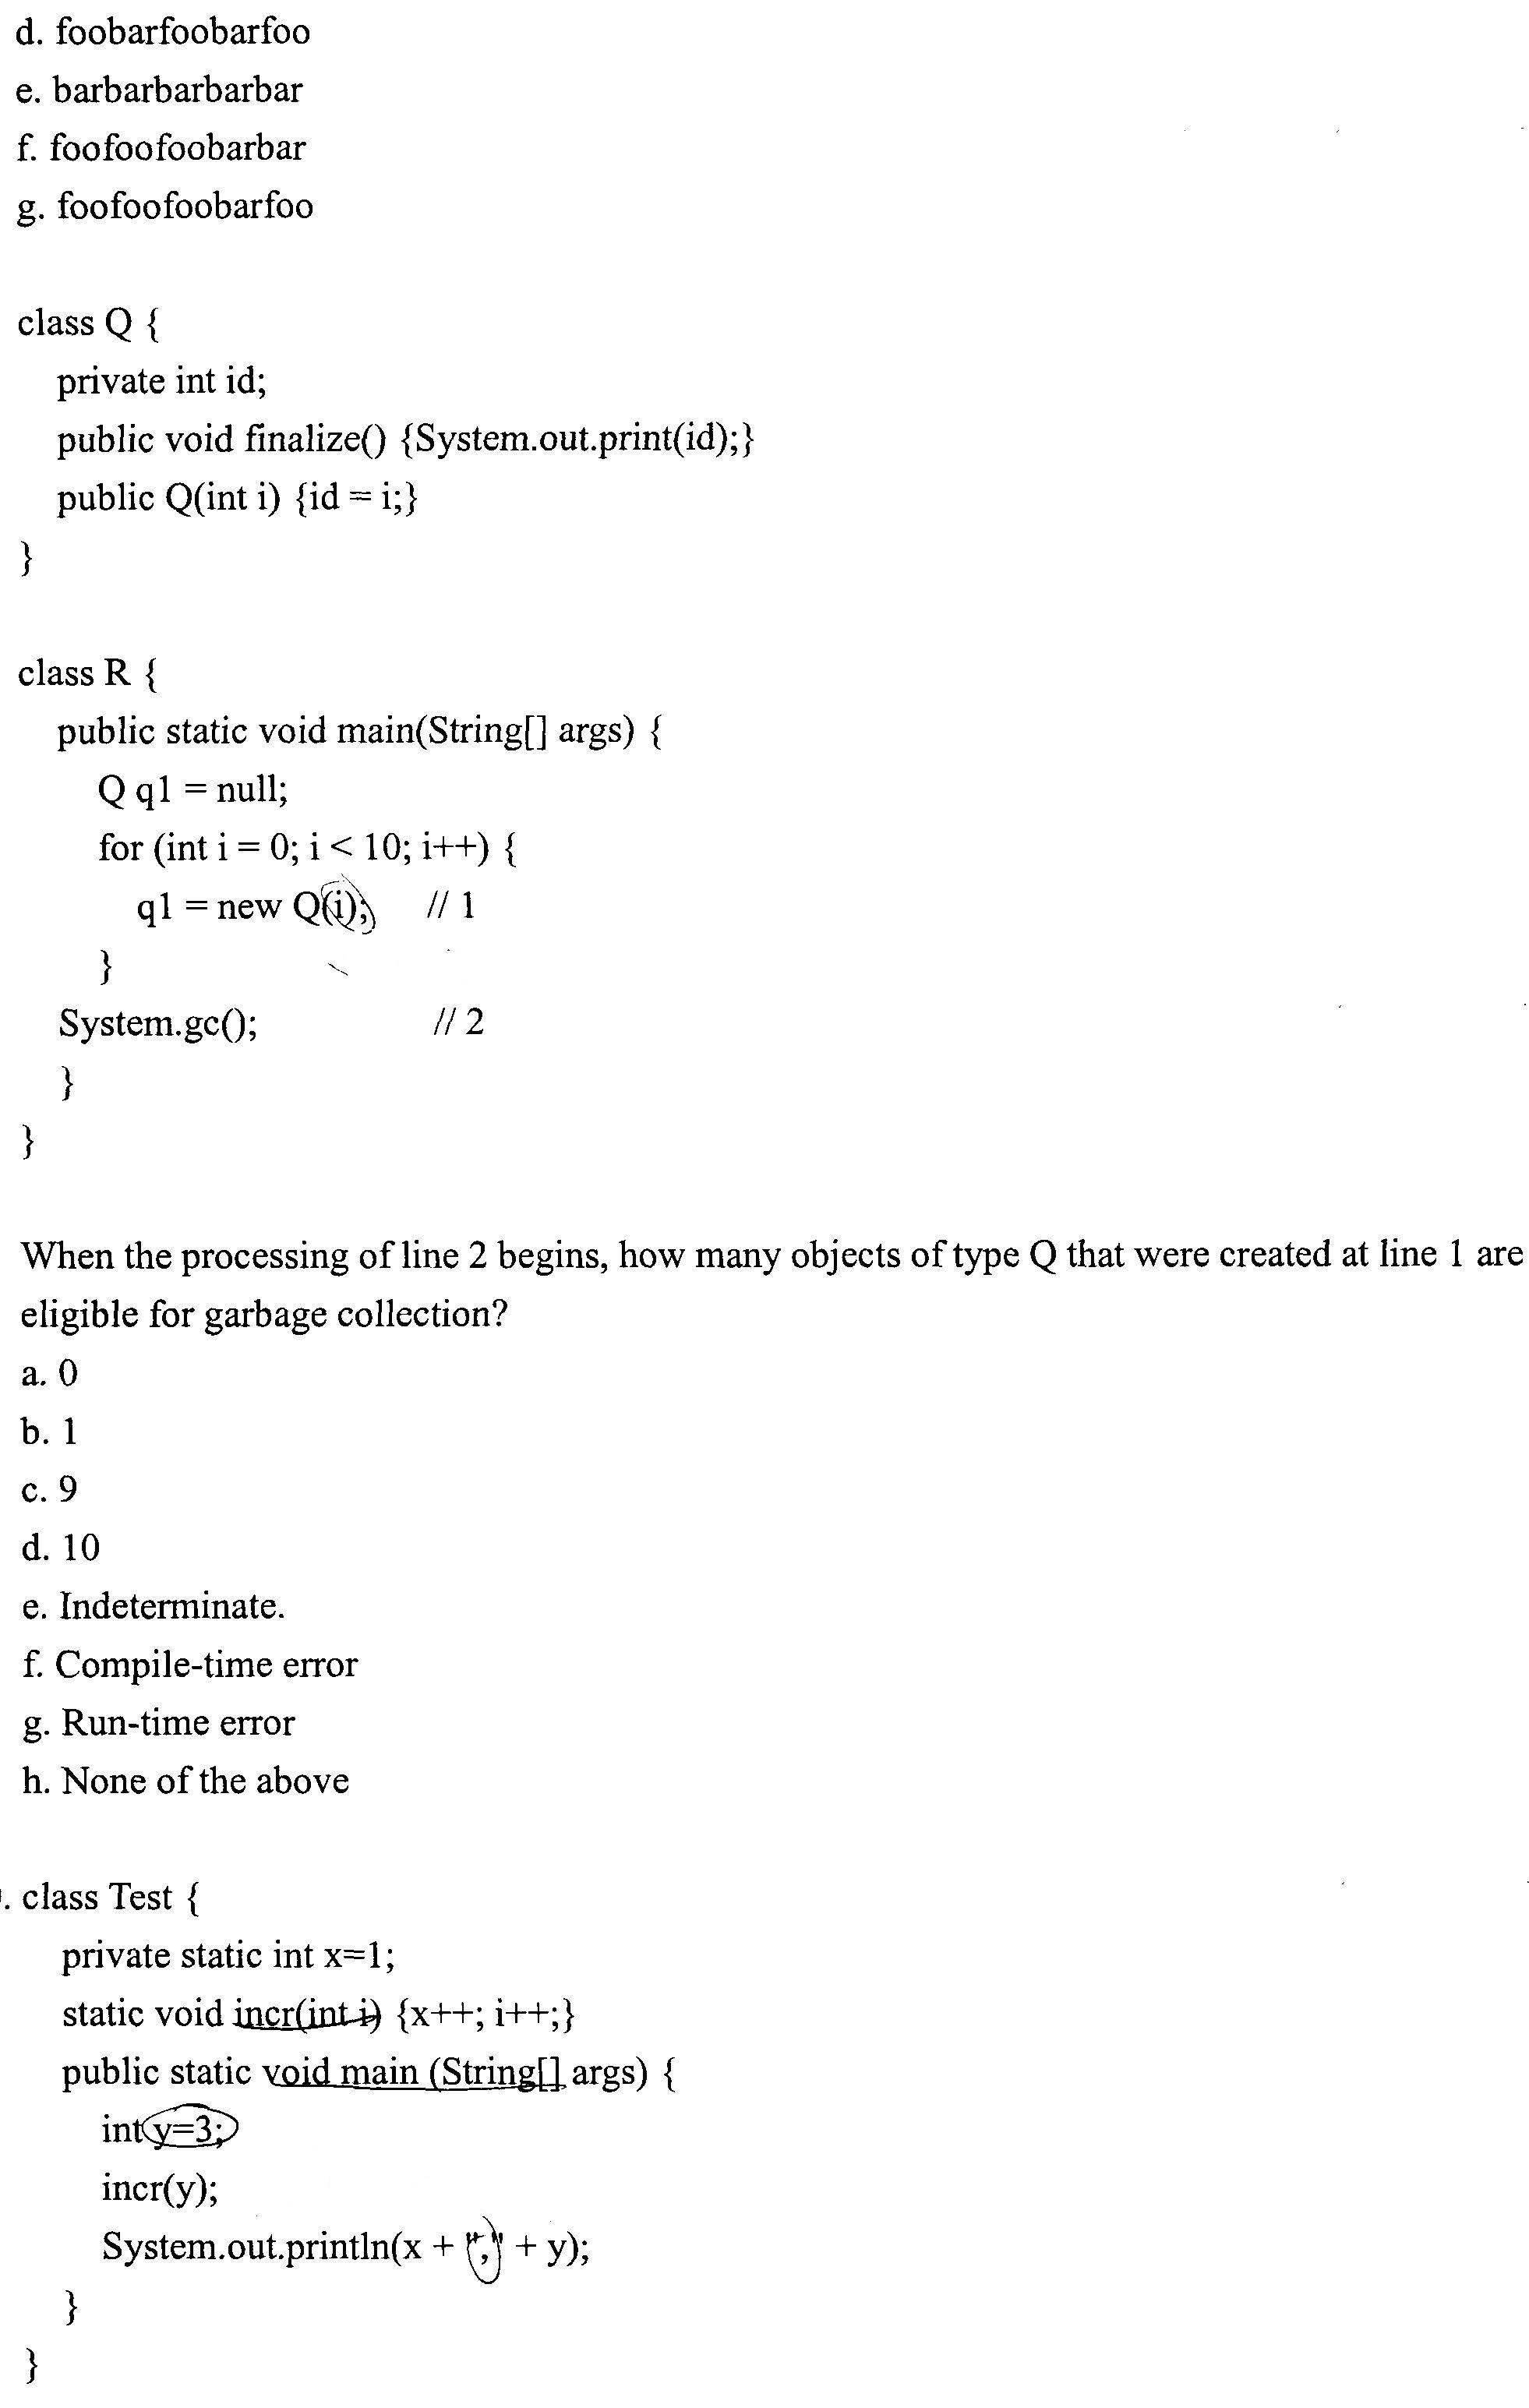 d. foobarfoobarfoo
e. barbarbarbarbar
f. foofoofoobarbar
g. foofoofoobarfoo
class Q {
private int id;
public void finalize() {System.out.print(id);}
public Q(int i) {id = i;}
}
class R {
public static void main(String[] args) {
Q q1 = null;
for (int i = 0; i < 10; i++) {
q1 = new Q(i); // 1
}
System.gc(); // 2
}
}
When the processing of line 2 begins, how many objects of type Q that were created at line 1 are
eligible for garbage collection?
a. 0
b. 1
c. 9
d. 10
e. Indeterminate.
f. Compile-time error
g. Run-time error
h. None of the above
. class Test {
private static int x=1;
static void incr(int i) {x++; i++;}
public static void main (String[] args) {
int y=3;
incr(y);
System.out.println(x + "," + y);
}
}